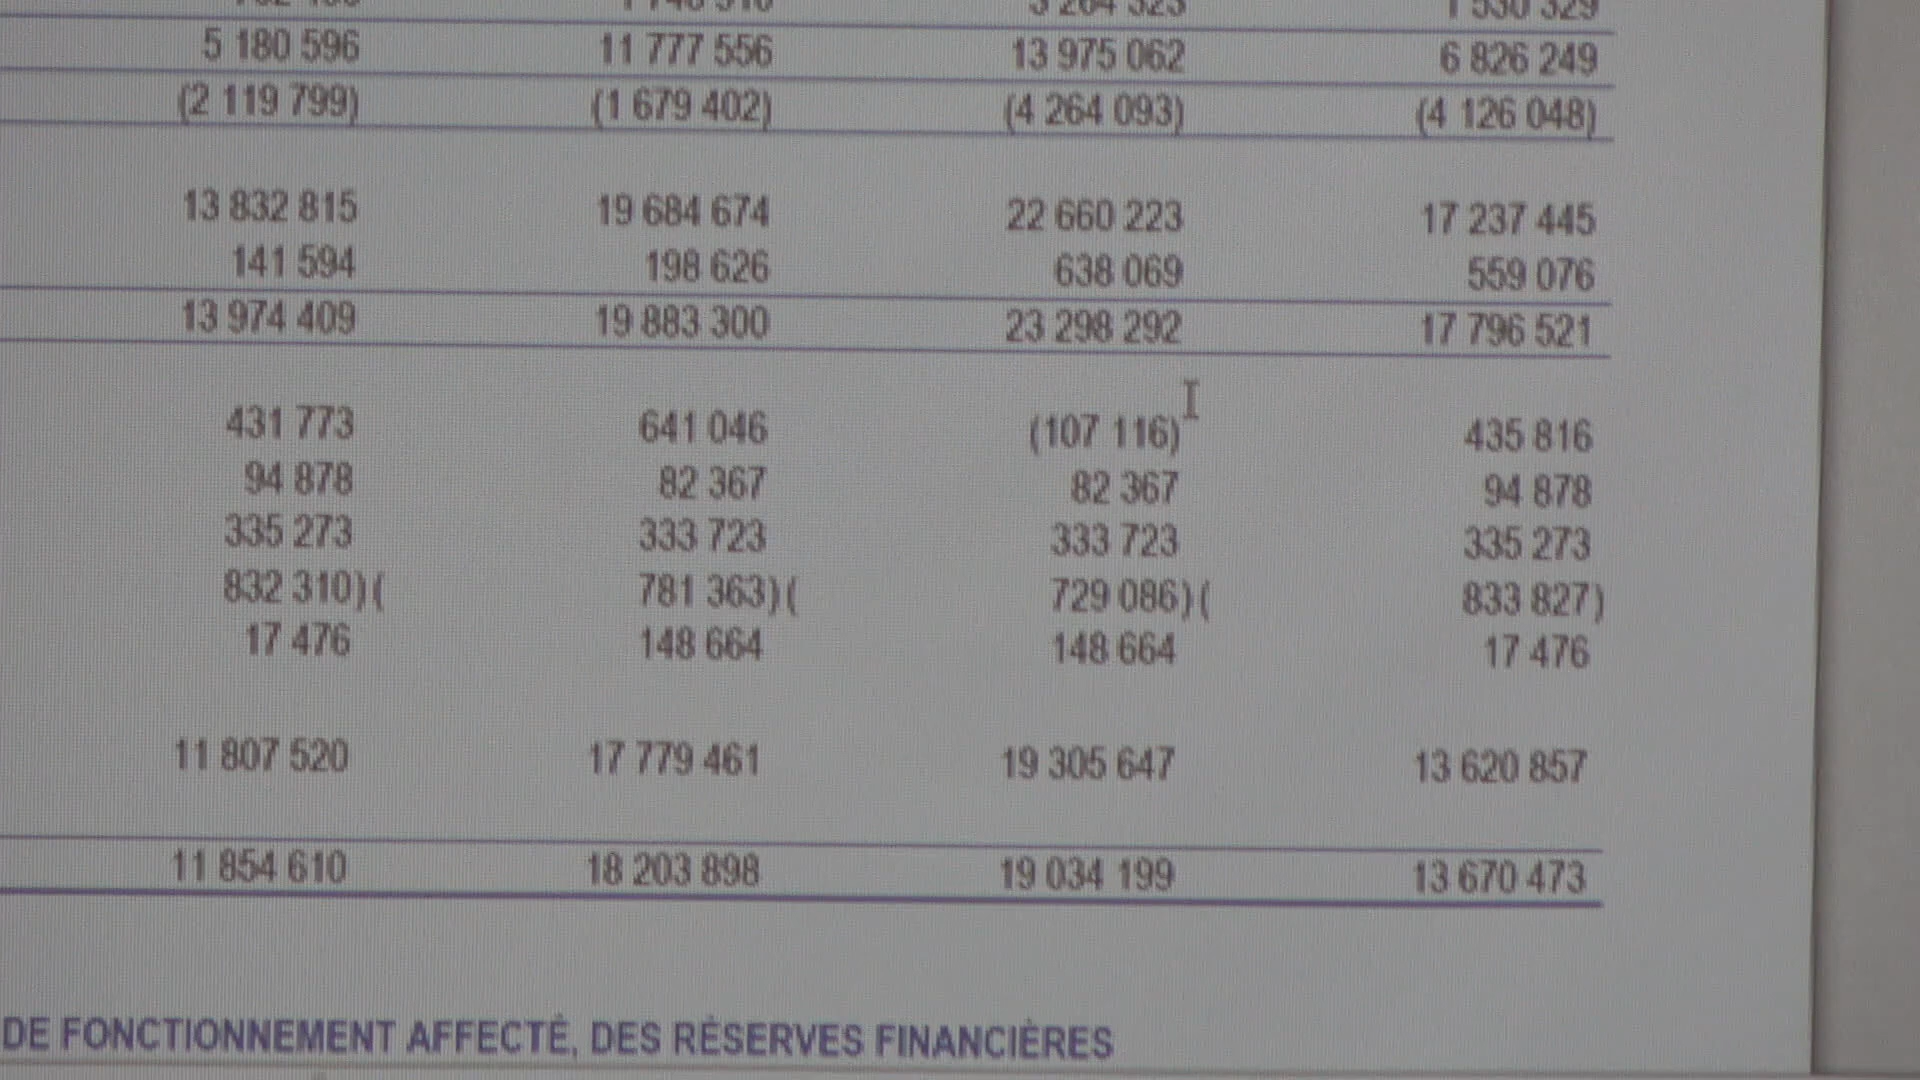 5 180 596 11 777 556 13 975 062 6 826 249
(2 119 799) (1 679 402) (4 264 093) (4 126 048)
13 832 815 19 684 674 22 660 223 17 237 445
141 594 198 626 638 069 559 076
13 974 409 19 883 300 23 298 292 17 796 521
431 773 641 046 (107 116) 435 816
94 878 82 367 82 367 94 878
335 273 333 723 333 723 335 273
832 310)( 781 363)( 729 086)( 833 827)
17 476 148 664 148 664 17 476
11 807 520 17 779 461 19 305 647 13 620 857
11 854 610 18 203 898 19 034 199 13 670 473
DE FONCTIONNEMENT AFFECTÉ, DES RÉSERVES FINANCIÈRES